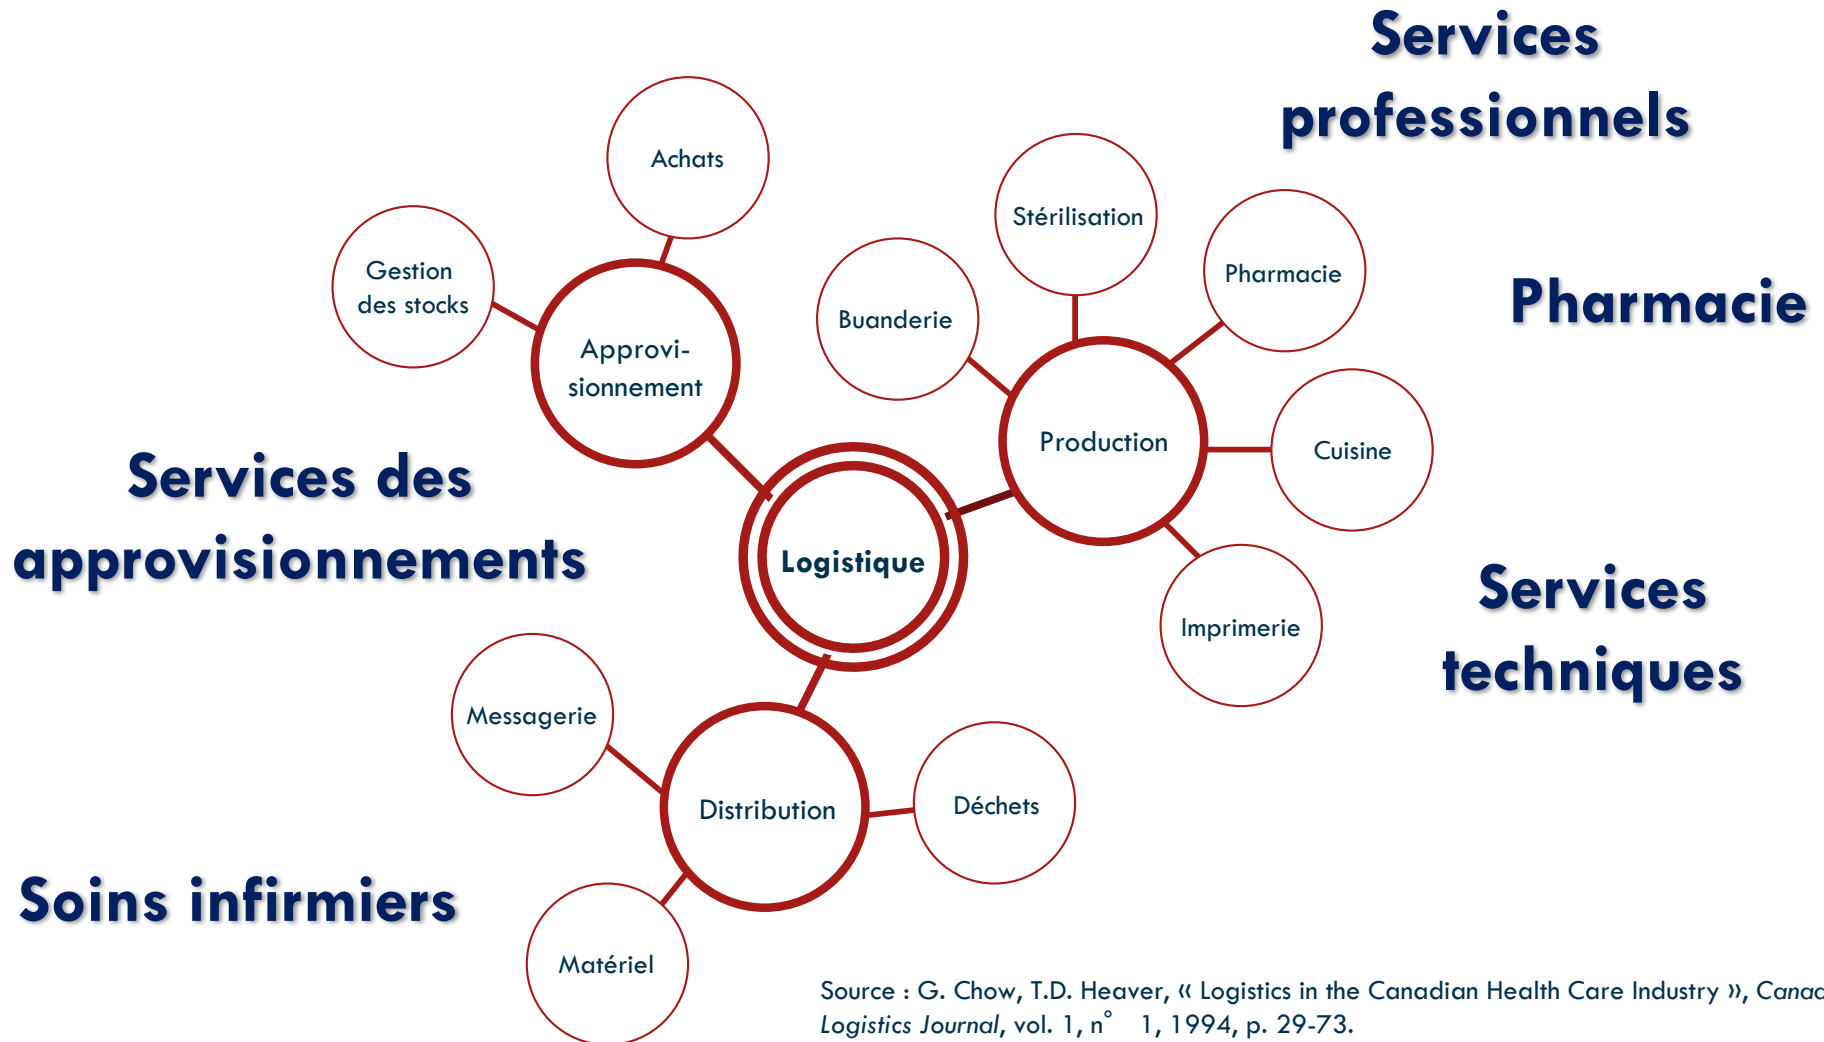 Services
professionnels
Achats
Stérilisation
Gestion
des stocks
Pharmacie
Buanderie
Pharmacie
Approvi-
sionnement
Production
Cuisine
Services des
approvisionnements
Logistique
Services
techniques
Imprimerie
Messagerie
Distribution
Déchets
Soins infirmiers
Matériel
Source : G. Chow, T.D. Heaver, « Logistics in the Canadian Health Care Industry », Canad
Logistics Journal, vol. 1, n° 1, 1994, p. 29-73.